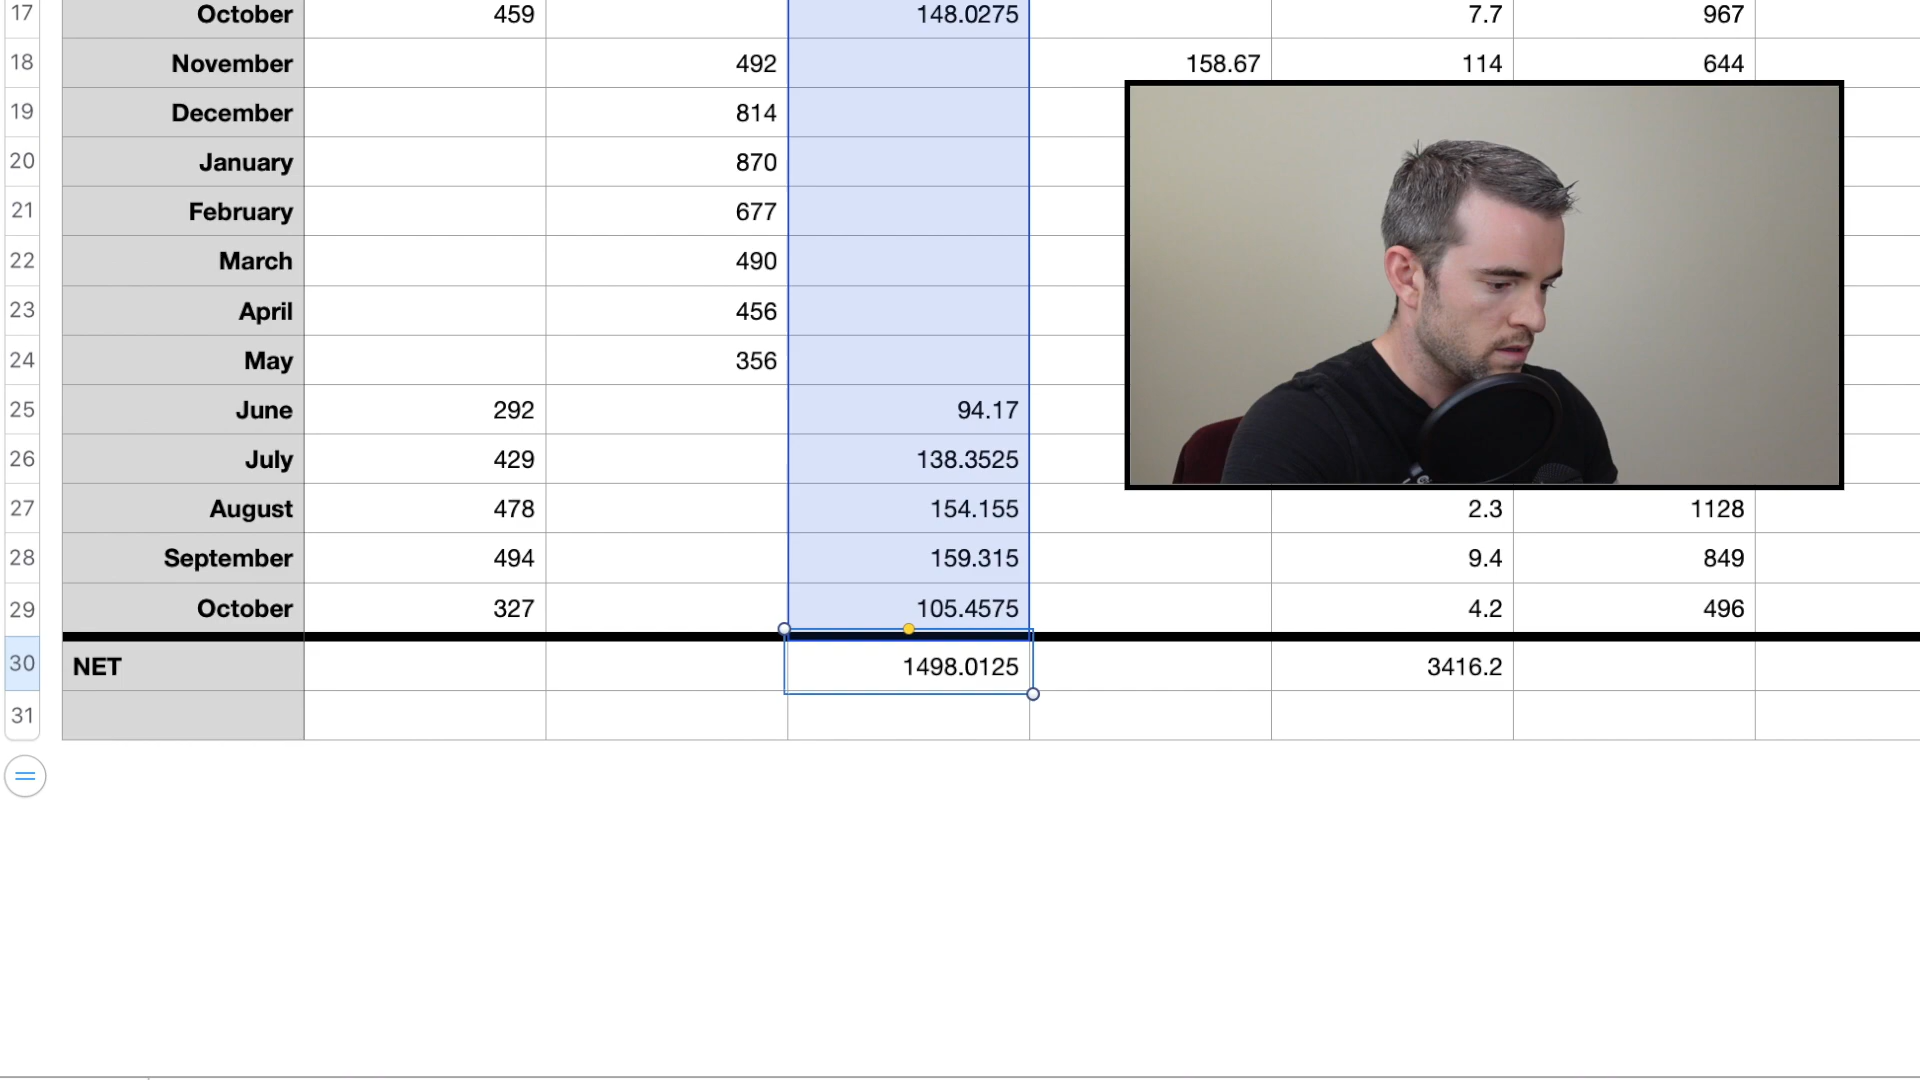 17 October 459 148.0275 7.7 967
18 November 492 158.67 114 644
19 December 814
20 January 870
21 February 677
22 March 490
23 April 456
24 May 356
25 June 292 94.17
26 July 429 138.3525
27 August 478 154.155 2.3 1128
28 September 494 159.315 9.4 849
29 October 327 105.4575 4.2 496
30 NET 1498.0125 3416.2
31